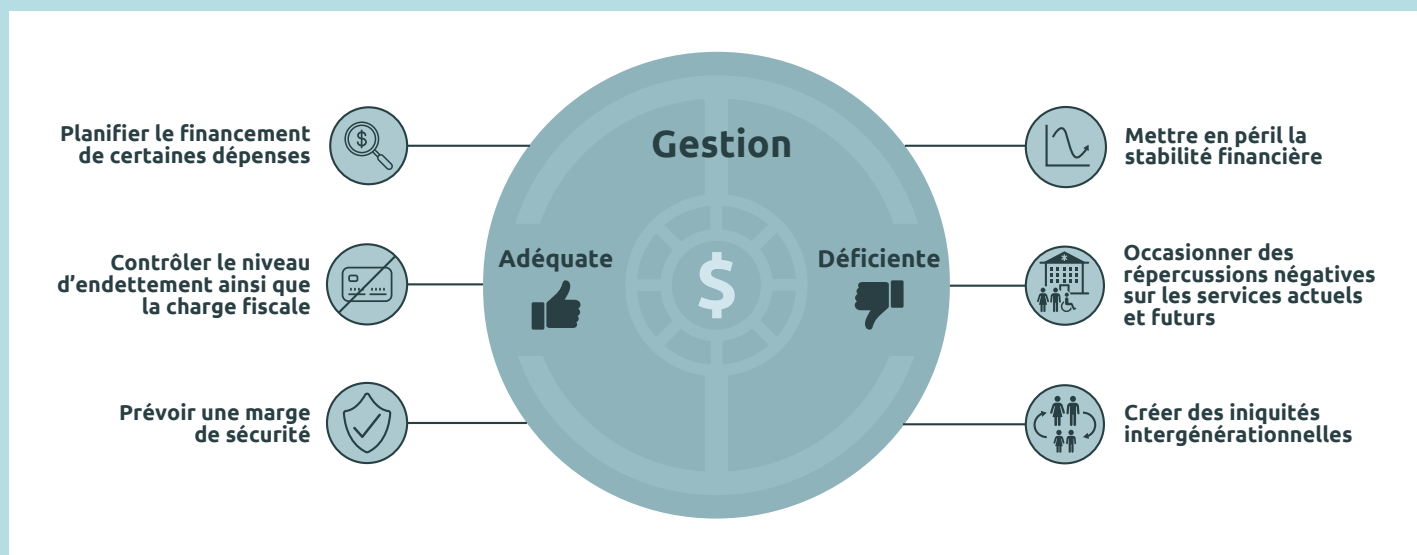 Gestion
Adéquate
Planifier le financement
de certaines dépenses
Contrôler le niveau
d’endettement ainsi que
la charge fiscale
Prévoir une marge
de sécurité
$
Déficiente
Mettre en péril la
stabilité financière
Occasionner des
répercussions négatives
sur les services actuels
et futurs
Créer des iniquités
intergénérationnelles
$